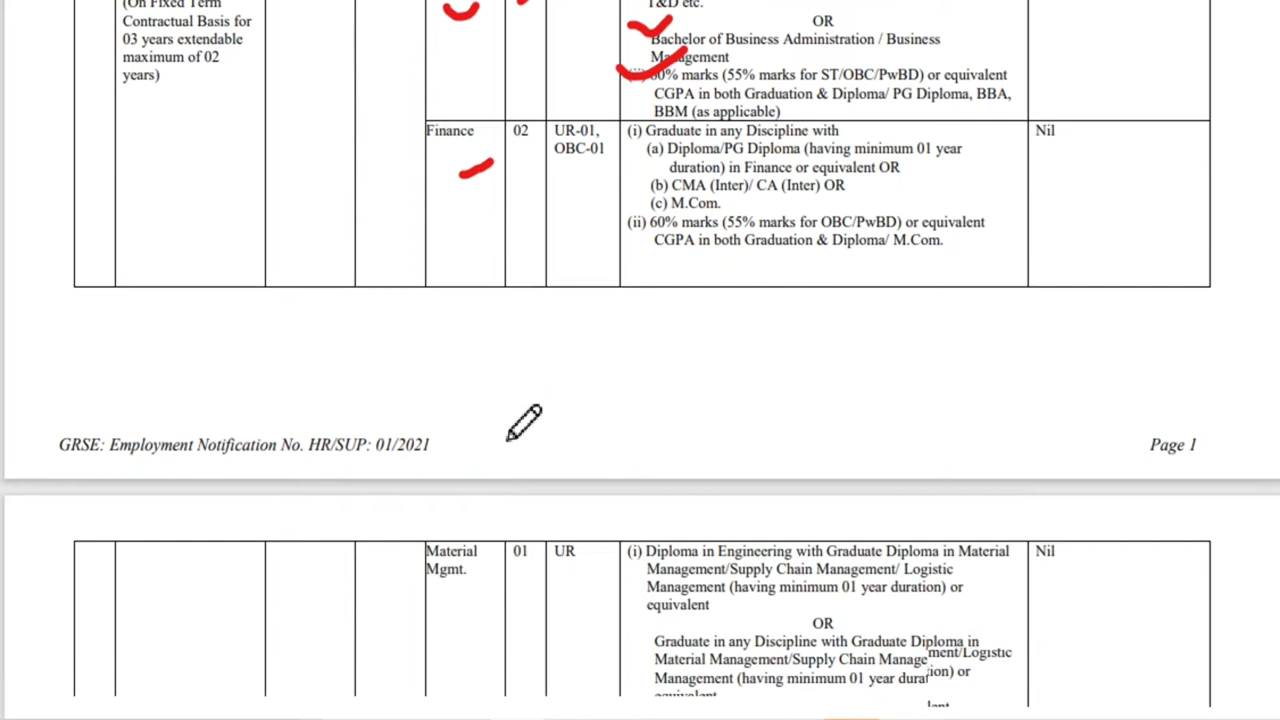 (On Fixed Term
Contractual Basis for
03 years extendable
maximum of 02
years)
T&D etc.
OR
Bachelor of Business Administration / Business
Management
(ii) 60% marks (55% marks for ST/OBC/PwBD) or equivalent
CGPA in both Graduation & Diploma/ PG Diploma, BBA,
BBM (as applicable)
Finance
02
UR-01,
OBC-01
(i) Graduate in any Discipline with
(a) Diploma/PG Diploma (having minimum 01 year
duration) in Finance or equivalent OR
(b) CMA (Inter)/ CA (Inter) OR
(c) M.Com.
(ii) 60% marks (55% marks for OBC/PwBD) or equivalent
CGPA in both Graduation & Diploma/ M.Com.
Nil
GRSE: Employment Notification No. HR/SUP: 01/2021
Page 1
Material
Mgmt.
01
UR
(i) Diploma in Engineering with Graduate Diploma in Material
Management/Supply Chain Management/ Logistic
Management (having minimum 01 year duration) or
equivalent
OR
Graduate in any Discipline with Graduate Diploma in
Material Management/Supply Chain Management/Logistic
Management (having minimum 01 year duration) or
Nil